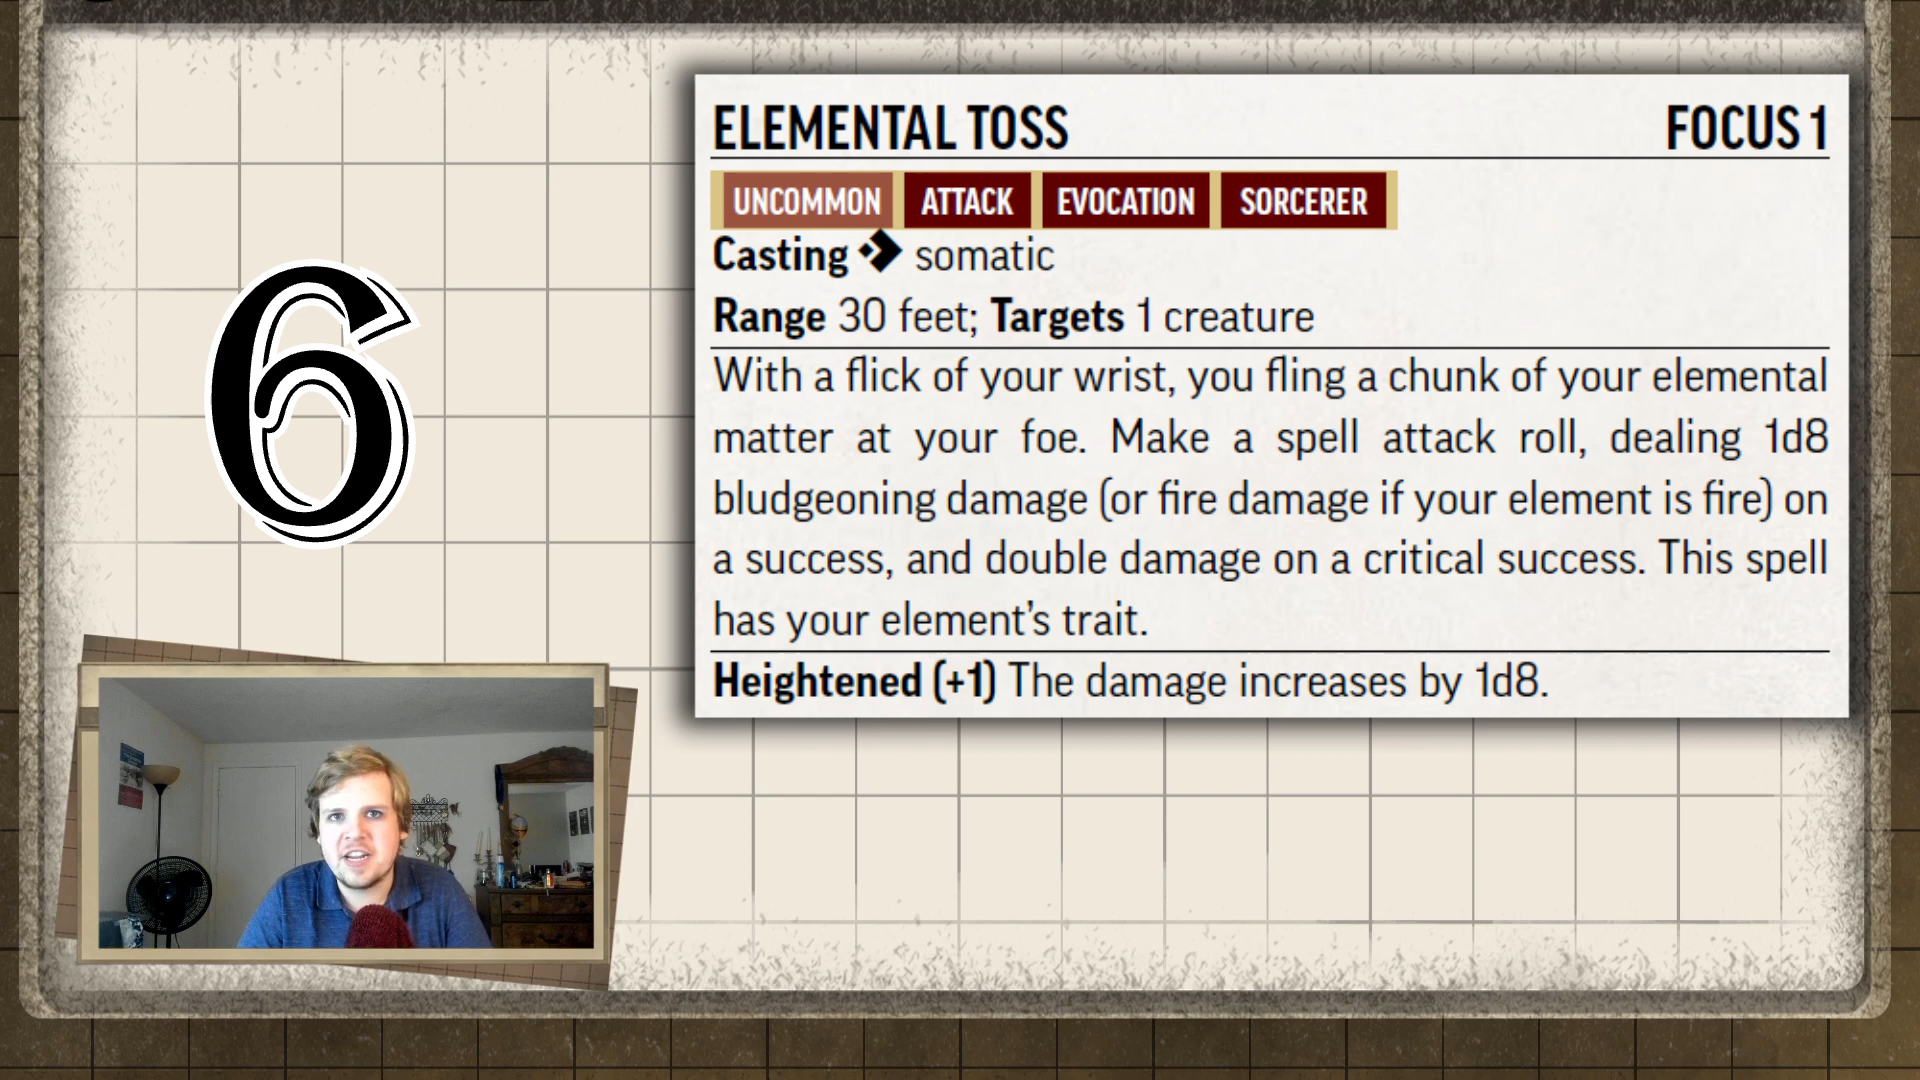 6
ELEMENTAL TOSS FOCUS 1
UNCOMMON ATTACK EVOCATION SORCERER
Casting somatic
Range 30 feet; Targets 1 creature
With a flick of your wrist, you fling a chunk of your elemental
matter at your foe. Make a spell attack roll, dealing 1d8
bludgeoning damage (or fire damage if your element is fire) on
a success, and double damage on a critical success. This spell
has your element’s trait.
Heightened (+1) The damage increases by 1d8.